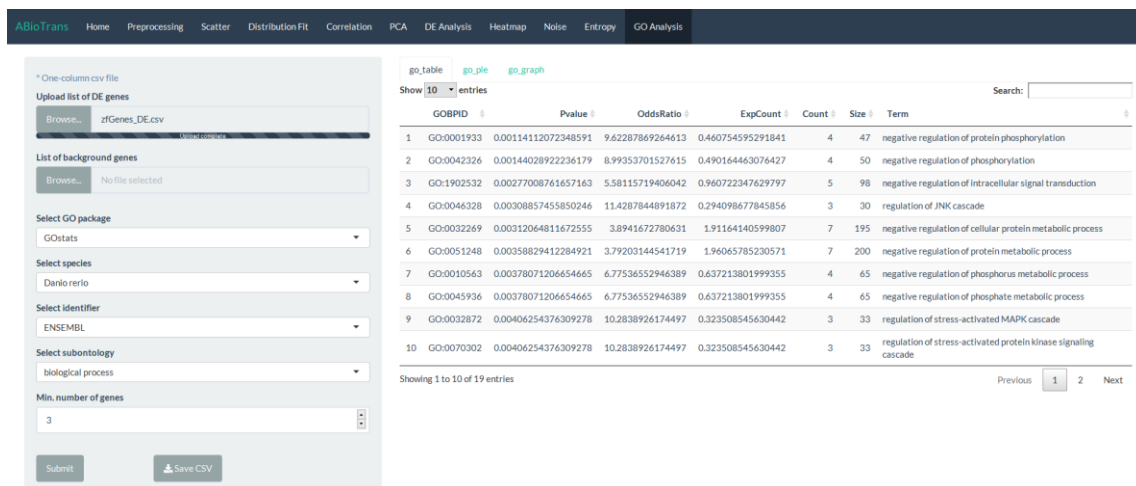 ABioTrans Home Preprocessing Scatter Distribution Fit Correlation PCA DE Analysis Heatmap Noise Entropy GO Analysis
* One-column csv file
Upload list of DE genes
Browse... zfGenes_DE.csv
Upload complete
List of background genes
Browse... No file selected
Select GO package
GOstats
Select species
Danio rerio
Select identifier
ENSEMBL
Select subontology
biological process
Min. number of genes
3
Submit Save CSV
go_table go_pie go_graph
Show 10 entries Search:
GOBPID Pvalue OddsRatio ExpCount Count Size Term
1 GO:0001933 0.00114112072348591 9.62287869264613 0.460754595291841 4 47 negative regulation of protein phosphorylation
2 GO:0042326 0.00144028922236179 8.99353701527615 0.490164463076427 4 50 negative regulation of phosphorylation
3 GO:1902532 0.00277008761657163 5.58115719406042 0.960722347629797 5 98 negative regulation of intracellular signal transduction
4 GO:0046328 0.00308857455850246 11.4287844891872 0.294098677845856 3 30 regulation of JNK cascade
5 GO:0032269 0.00312064811672555 3.8941672780631 1.91164140599807 7 195 negative regulation of cellular protein metabolic process
6 GO:0051248 0.00358829412284921 3.79203144541719 1.96065785230571 7 200 negative regulation of protein metabolic process
7 GO:0010563 0.00378071206654665 6.77536552946389 0.637213801999355 4 65 negative regulation of phosphorus metabolic process
8 GO:0045936 0.00378071206654665 6.77536552946389 0.637213801999355 4 65 negative regulation of phosphate metabolic process
9 GO:0032872 0.00406254376309278 10.2838926174497 0.323508545630442 3 33 regulation of stress-activated MAPK cascade
10 GO:0070302 0.00406254376309278 10.2838926174497 0.323508545630442 3 33 regulation of stress-activated protein kinase signaling
cascade
Showing 1 to 10 of 19 entries Previous 1 2 Next